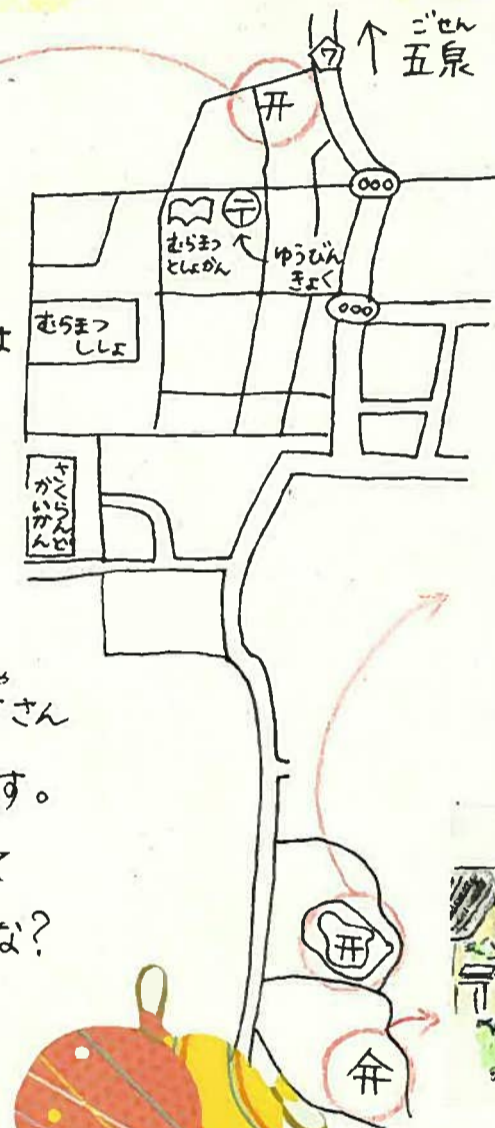 ごせん
五泉
むらまつ
としょかん
ゆうびん
きょく
むらまつ
ししょ
さくらんど
かいかん
さん
す。
な?